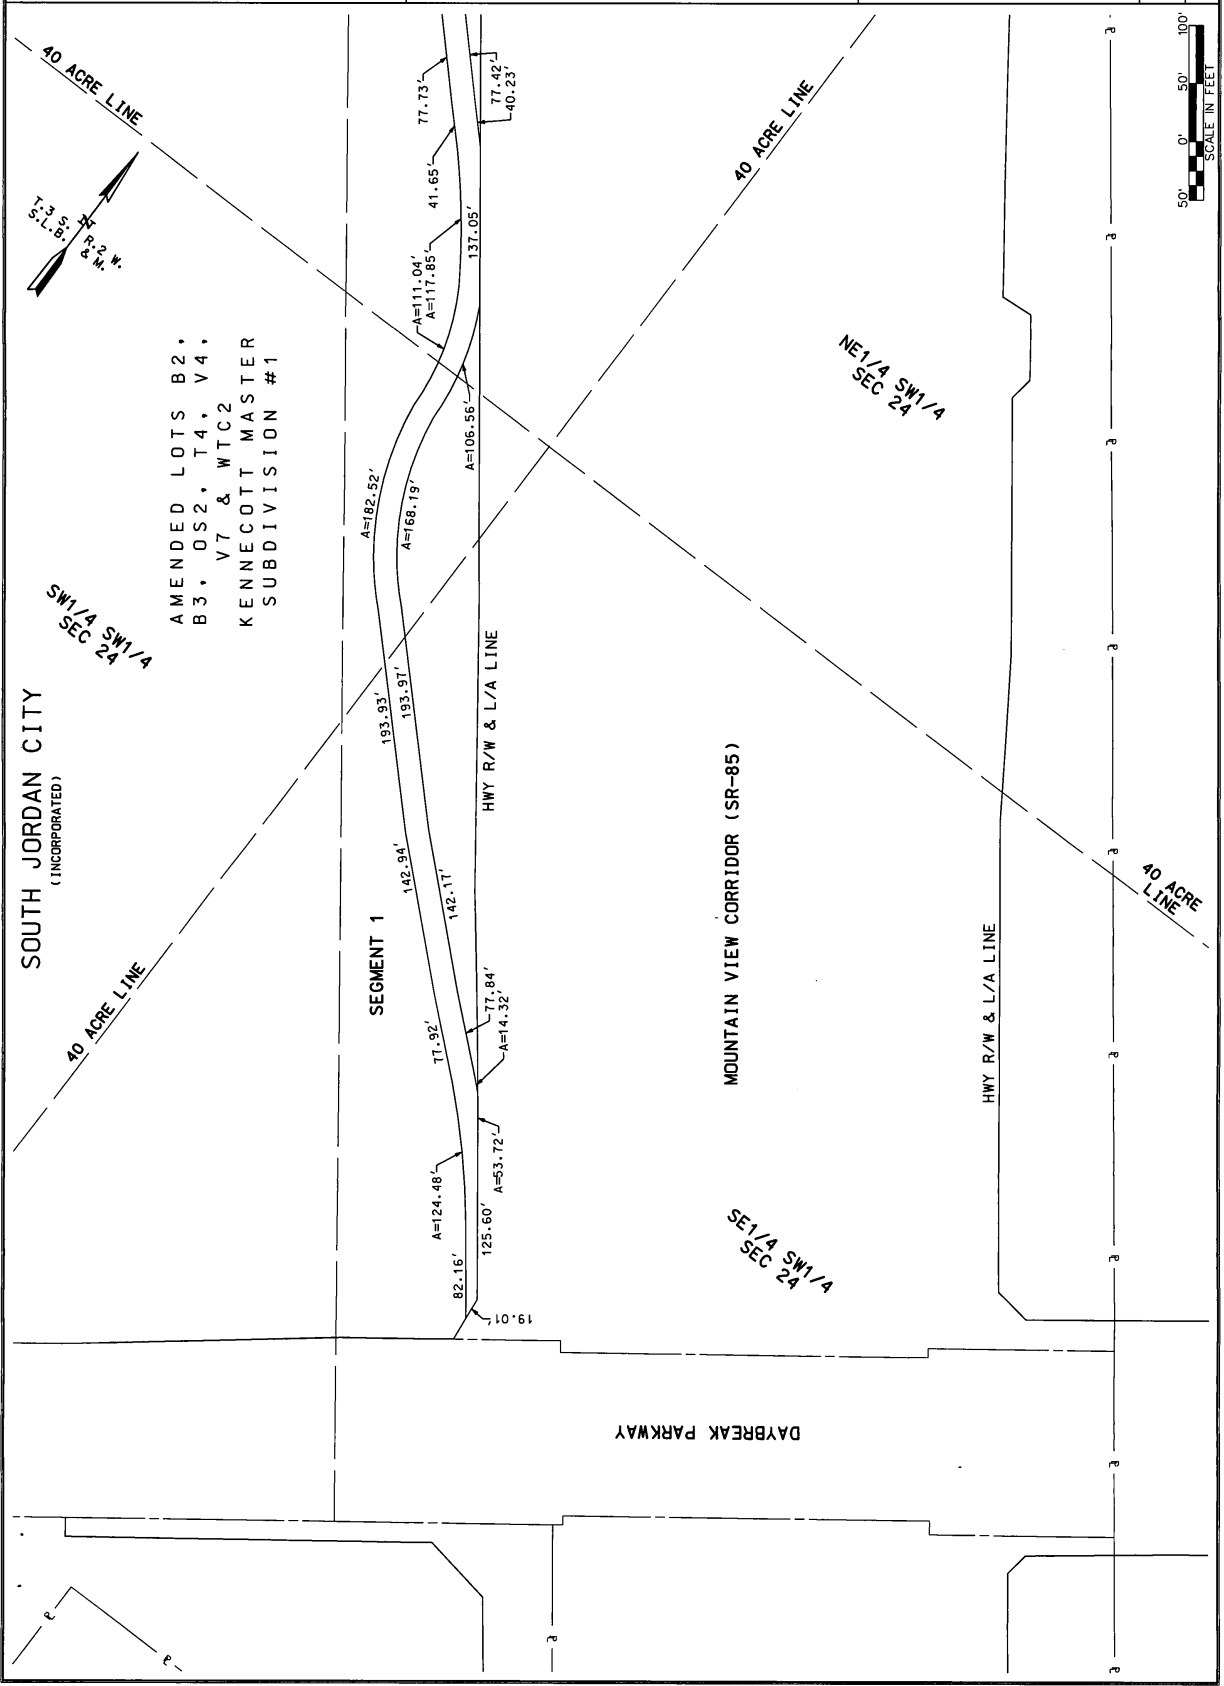 SOUTH JORDAN CITY
(INCORPORATED)
40 ACRE LINE
T.3 S.
R.2 W.
S.L.B.
& M.
N
AMENDED LOTS B2,
B3, OS2, T4, V4,
V7 & WTC2
KENNECOTT MASTER
SUBDIVISION #1
SW1/4 SW1/4
SEC 24
40 ACRE LINE
SEGMENT 1
19.01'
82.16'
A=124.48'
77.92'
142.94'
193.93'
A=182.52'
A=111.04'
A=117.85'
41.65'
77.73'
125.60'
A=53.72'
A=14.32'
77.84'
142.17'
193.97'
A=168.19'
A=106.56'
137.05'
77.42'
40.23'
HWY R/W & L/A LINE
40 ACRE LINE
NE1/4 SW1/4
SEC 24
MOUNTAIN VIEW CORRIDOR (SR-85)
SE1/4 SW1/4
SEC 24
DAYBREAK PARKWAY
HWY R/W & L/A LINE
40 ACRE
LINE
50' 0' 50' 100'
SCALE IN FEET